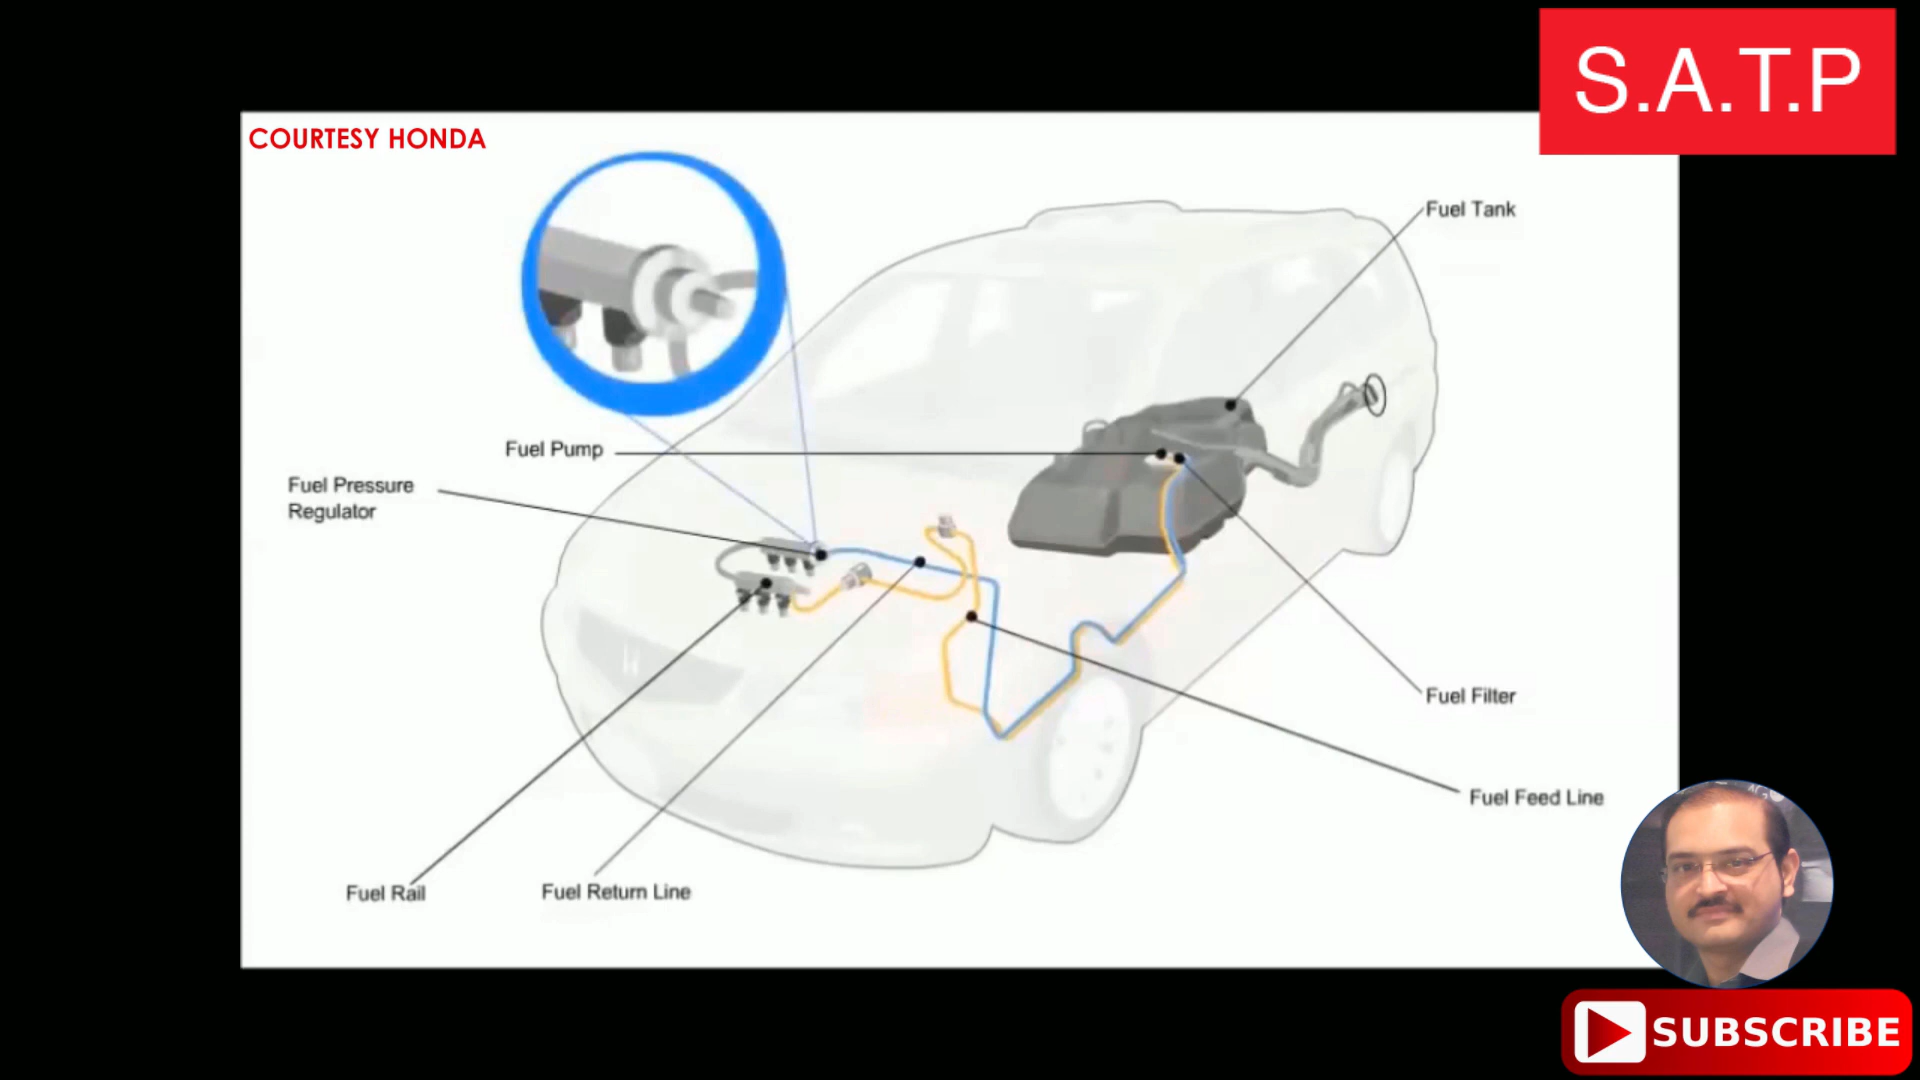 S.A.T.P
COURTESY HONDA
Fuel Tank
Fuel Pump
Fuel Pressure
Regulator
Fuel Filter
Fuel Feed Line
Fuel Rail
Fuel Return Line
SUBSCRIBE